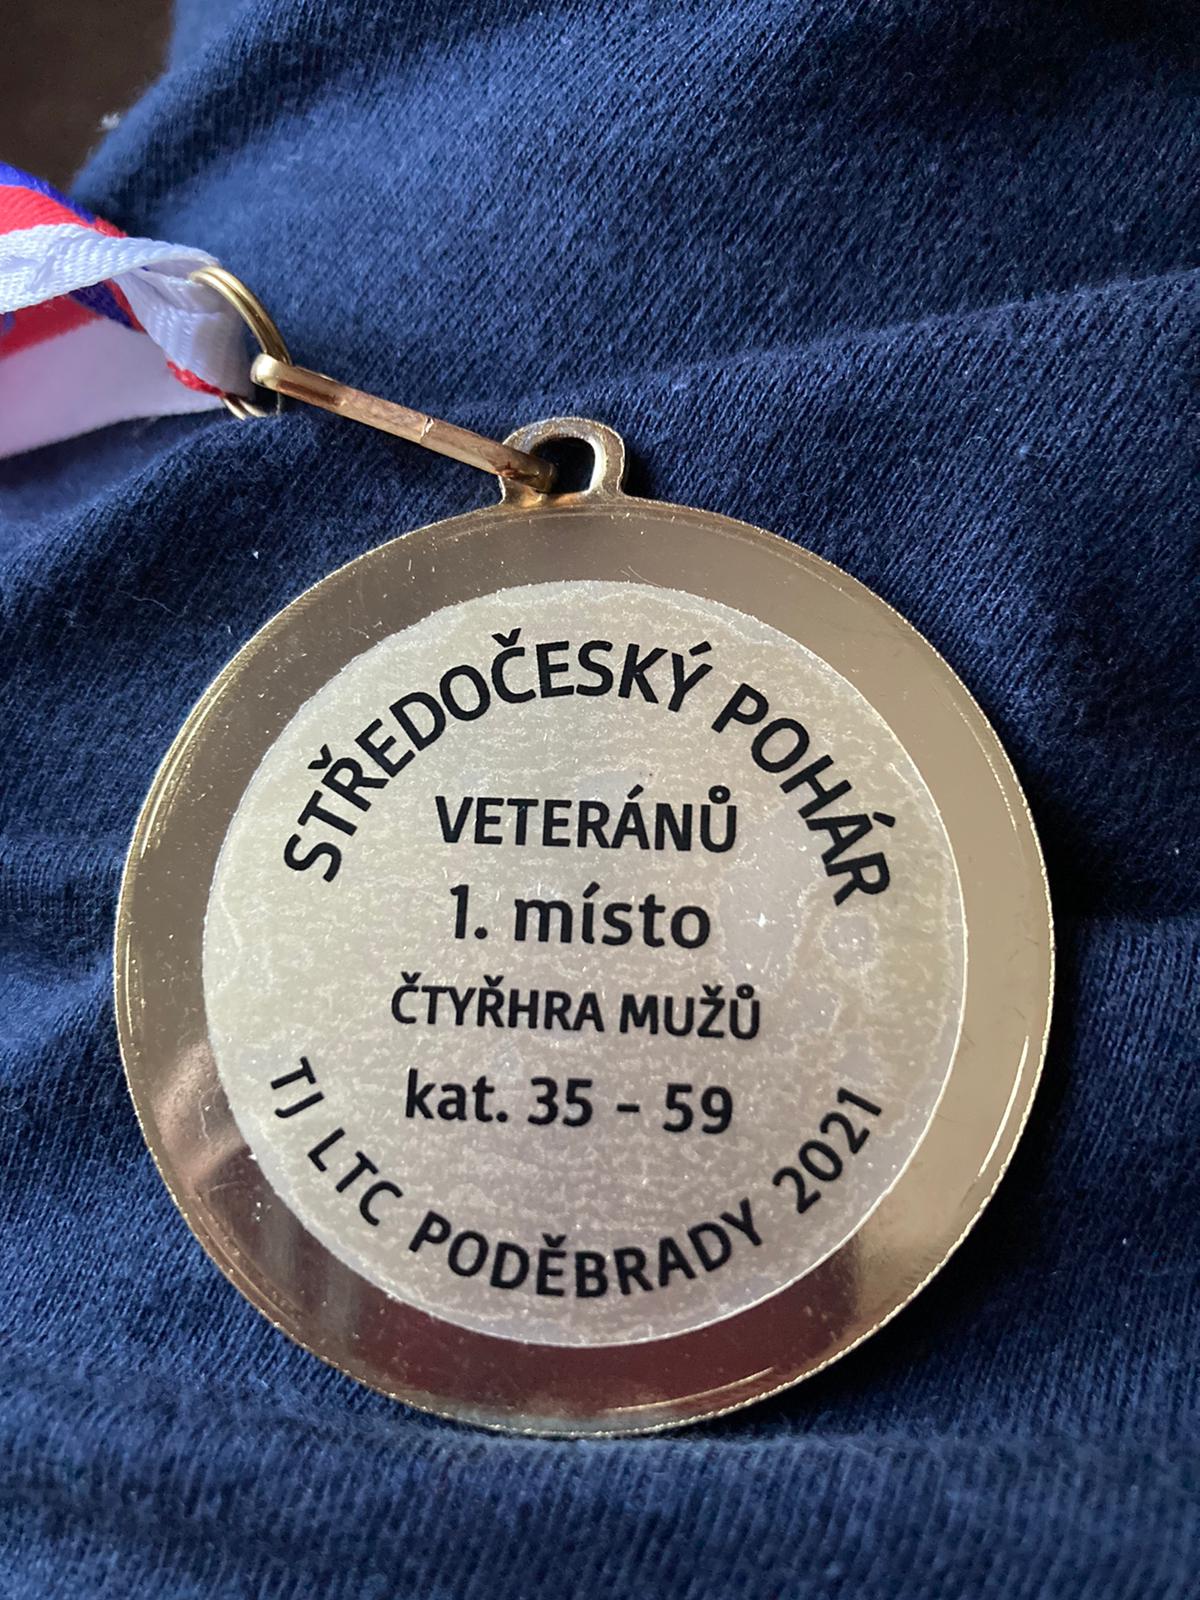 STŘEDOČESKÝ POHÁR
VETERÁNŮ
1. místo
ČTYŘHRA MUŽŮ
kat. 35 - 59
TJ LTC PODĚBRADY 2021